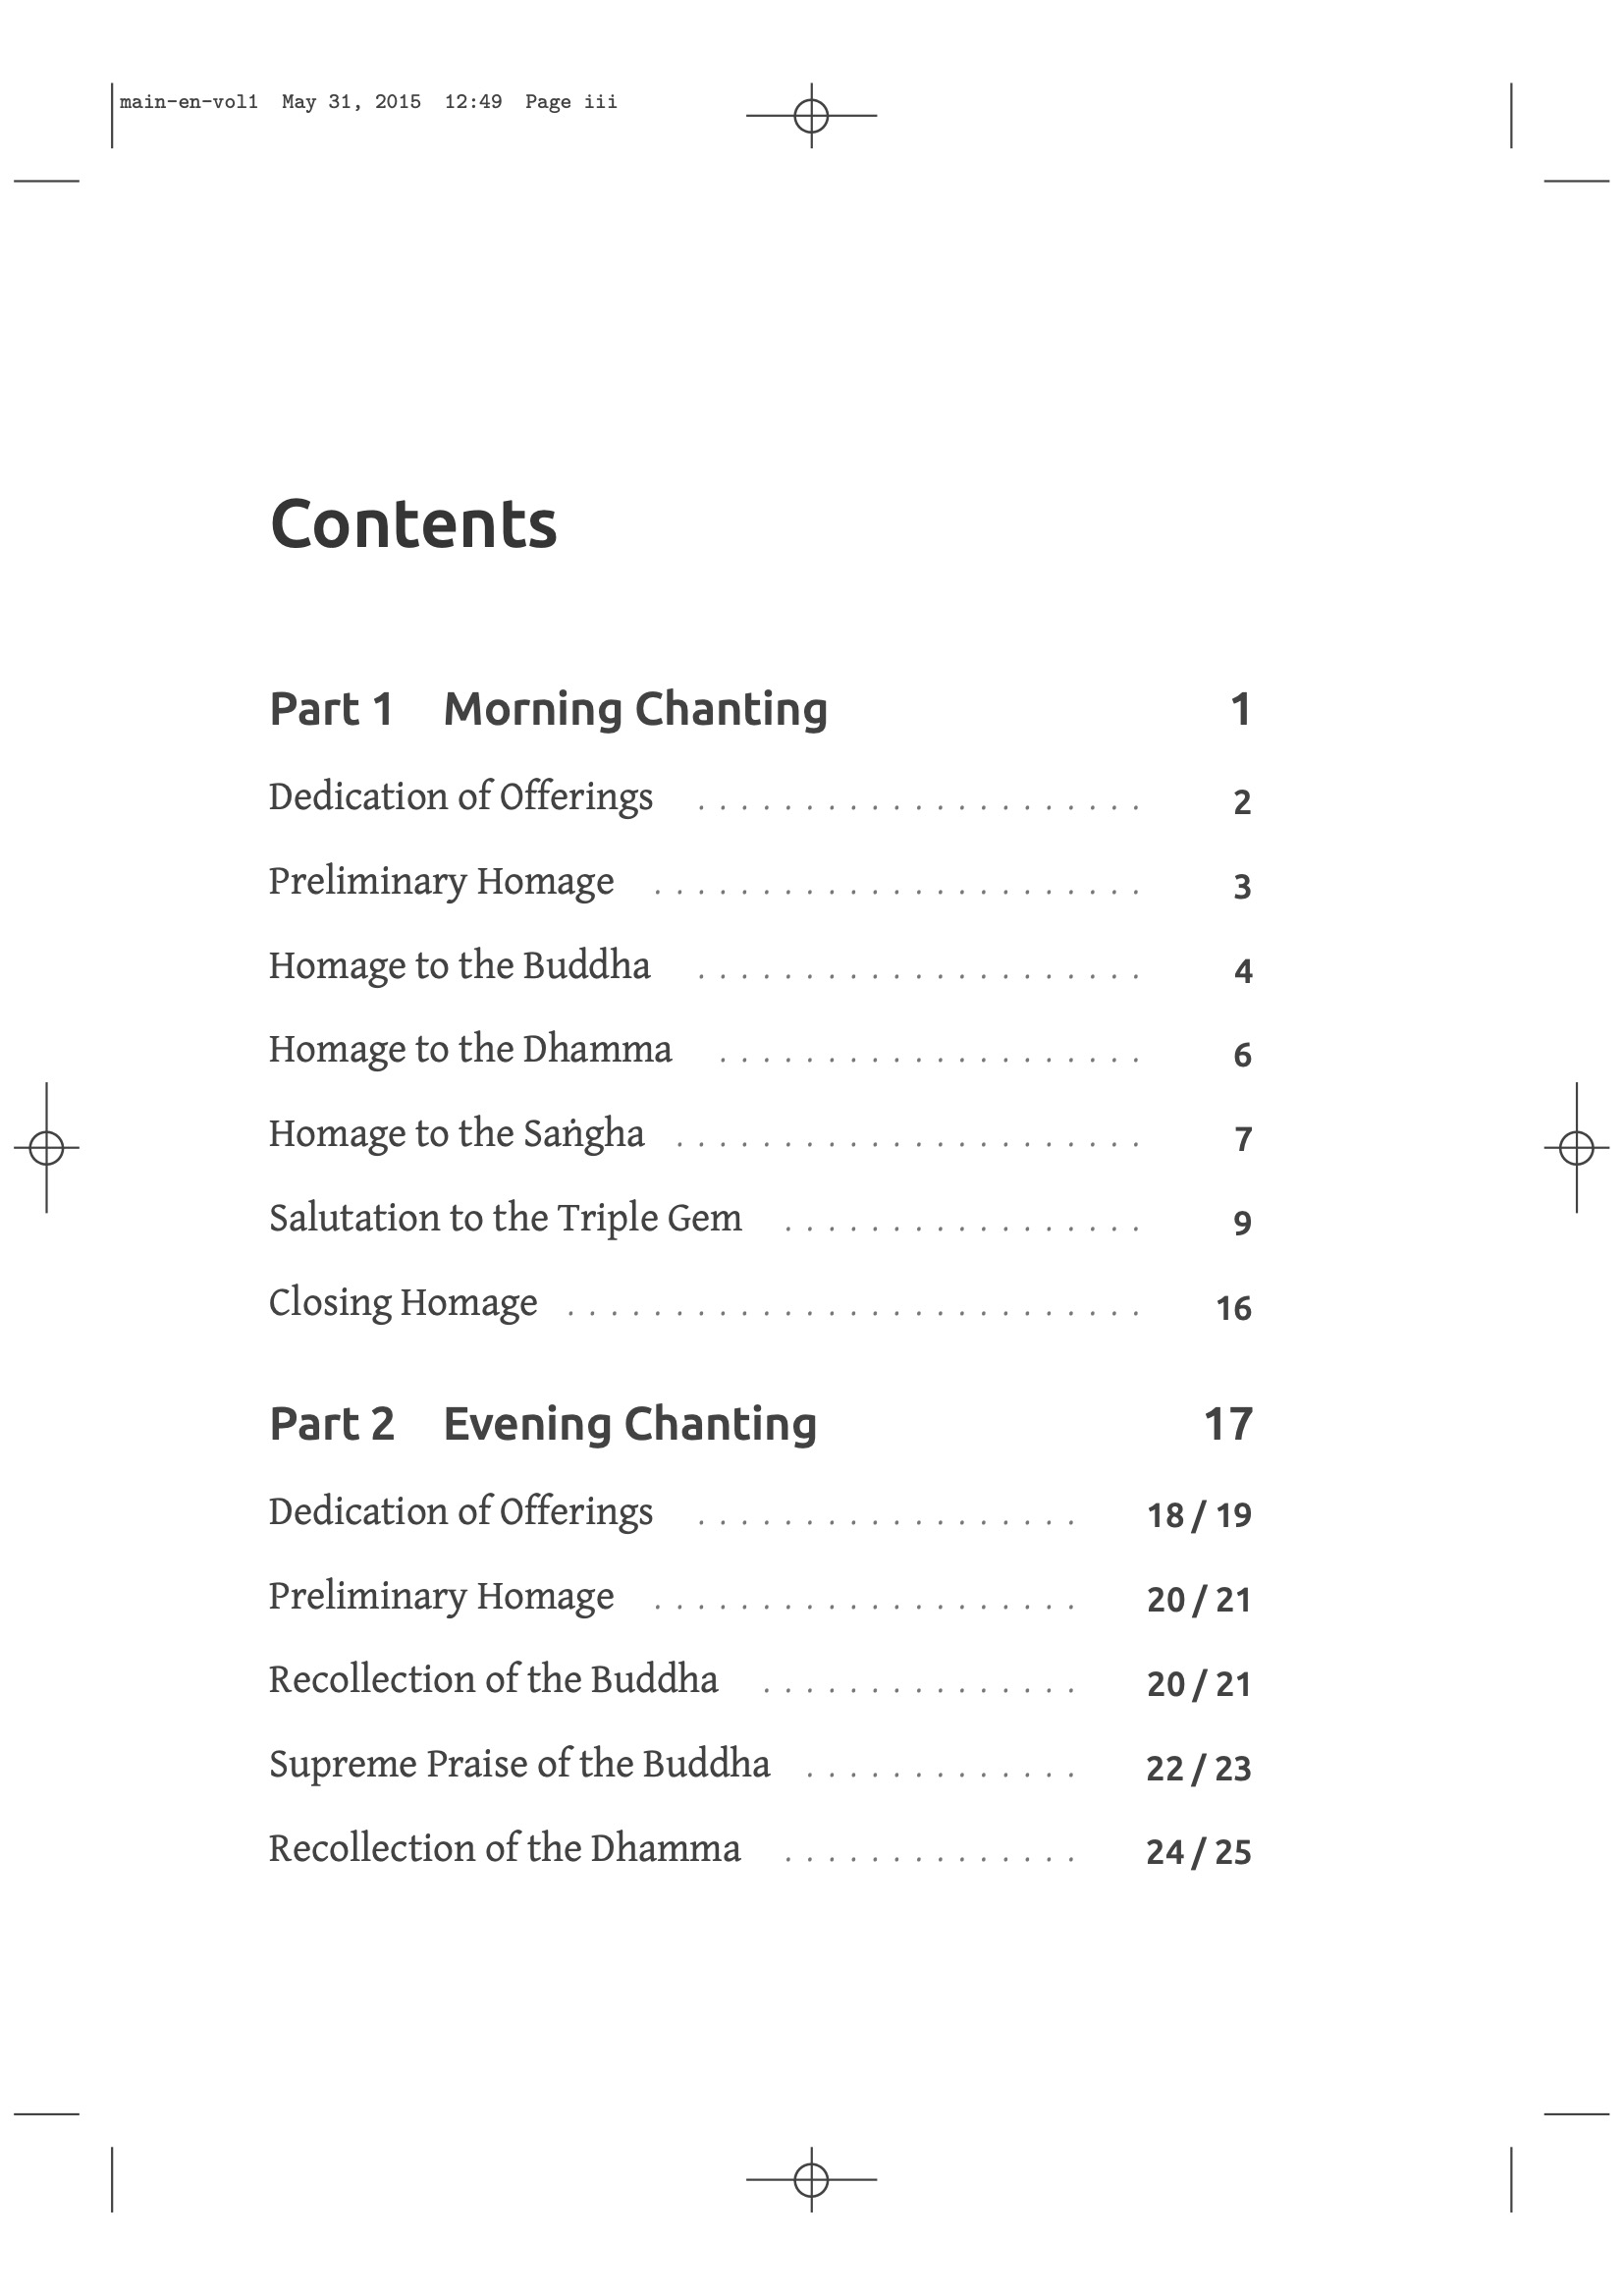 main-en-vol1 May 31, 2015 12:49 Page iii
Contents
Part 1 Morning Chanting 1
Dedication of Offerings . . . . . . . . . . . . . . . . . . . . . 2
Preliminary Homage . . . . . . . . . . . . . . . . . . . . . . . 3
Homage to the Buddha . . . . . . . . . . . . . . . . . . . . . 4
Homage to the Dhamma . . . . . . . . . . . . . . . . . . . . 6
Homage to the Saṅgha . . . . . . . . . . . . . . . . . . . . . . 7
Salutation to the Triple Gem . . . . . . . . . . . . . . . . . 9
Closing Homage . . . . . . . . . . . . . . . . . . . . . . . . . . . 16
Part 2 Evening Chanting 17
Dedication of Offerings . . . . . . . . . . . . . . . . . . 18 / 19
Preliminary Homage . . . . . . . . . . . . . . . . . . . . 20 / 21
Recollection of the Buddha . . . . . . . . . . . . . . . 20 / 21
Supreme Praise of the Buddha . . . . . . . . . . . . . 22 / 23
Recollection of the Dhamma . . . . . . . . . . . . . . 24 / 25